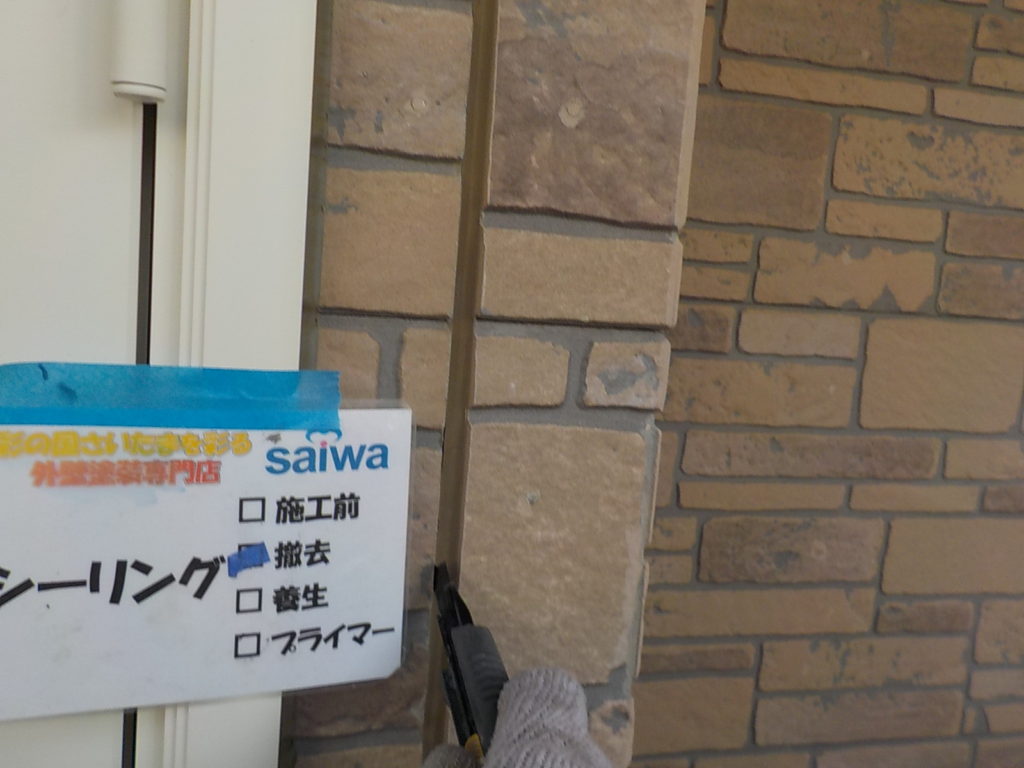 彩の国さいたまを彩る
外壁塗装専門店
saiwa
シーリング
□ 施工前
撤去
□ 養生
□ プライマー